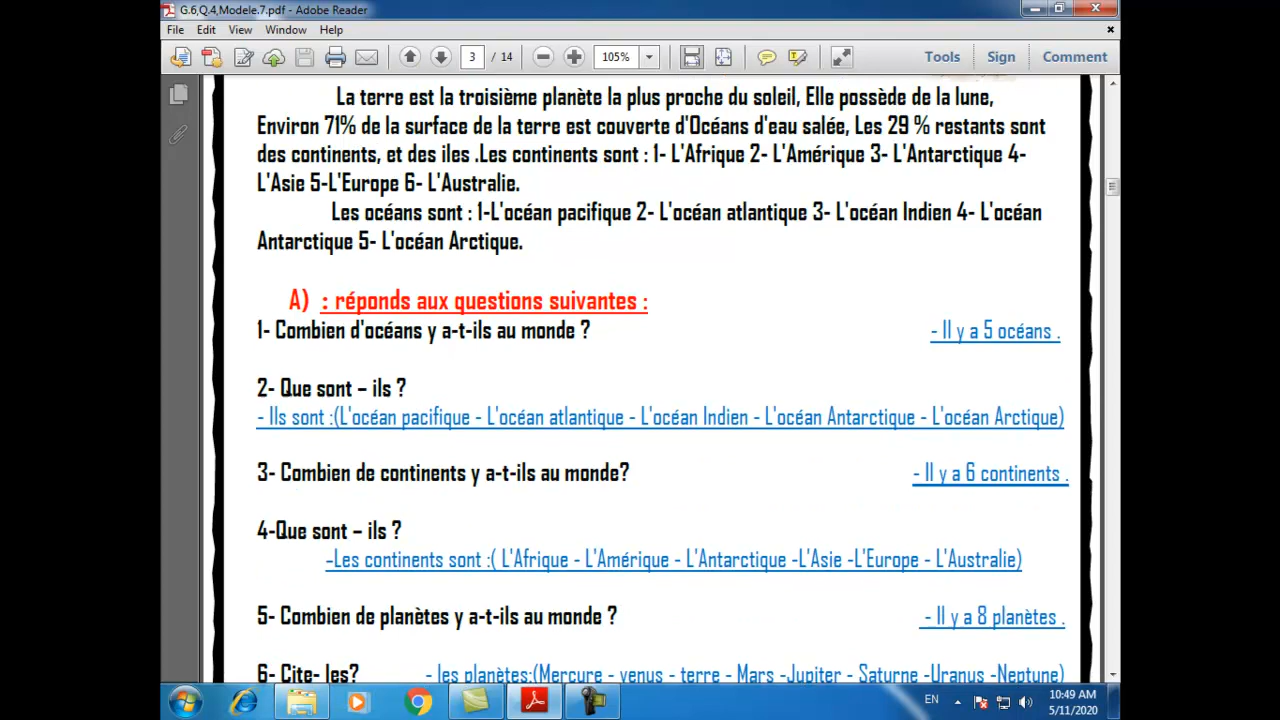 G.6,Q.4,Modele.7.pdf - Adobe Reader
File Edit View Window Help
3 / 14 105% Tools Sign Comment
La terre est la troisième planète la plus proche du soleil, Elle possède de la lune,
Environ 71% de la surface de la terre est couverte d'Océans d'eau salée, Les 29 % restants sont
des continents, et des iles .Les continents sont : 1- L'Afrique 2- L'Amérique 3- L'Antarctique 4-
L'Asie 5-L'Europe 6- L'Australie.
Les océans sont : 1-L'océan pacifique 2- L'océan atlantique 3- L'océan Indien 4- L'océan
Antarctique 5- L'océan Arctique.
A) : réponds aux questions suivantes :
1- Combien d'océans y a-t-ils au monde ? - Il y a 5 océans .
2- Que sont – ils ?
- Ils sont :(L'océan pacifique - L'océan atlantique - L'océan Indien - L'océan Antarctique - L'océan Arctique)
3- Combien de continents y a-t-ils au monde? - Il y a 6 continents .
4-Que sont – ils ?
-Les continents sont :( L'Afrique - L'Amérique - L'Antarctique -L'Asie -L'Europe - L'Australie)
5- Combien de planètes y a-t-ils au monde ? - Il y a 8 planètes .
6- Cite- les? - les planètes:(Mercure - venus - terre - Mars -Jupiter - Saturne -Uranus -Neptune)
EN 10:49 AM
5/11/2020